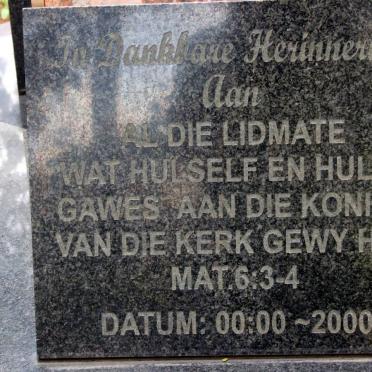 In Dankbare Herinner
Aan
AL DIE LIDMATE
WAT HULSELF EN HUL
GAWES AAN DIE KONI
VAN DIE KERK GEWY H
MAT.6:3-4
DATUM: 00:00 ~2000